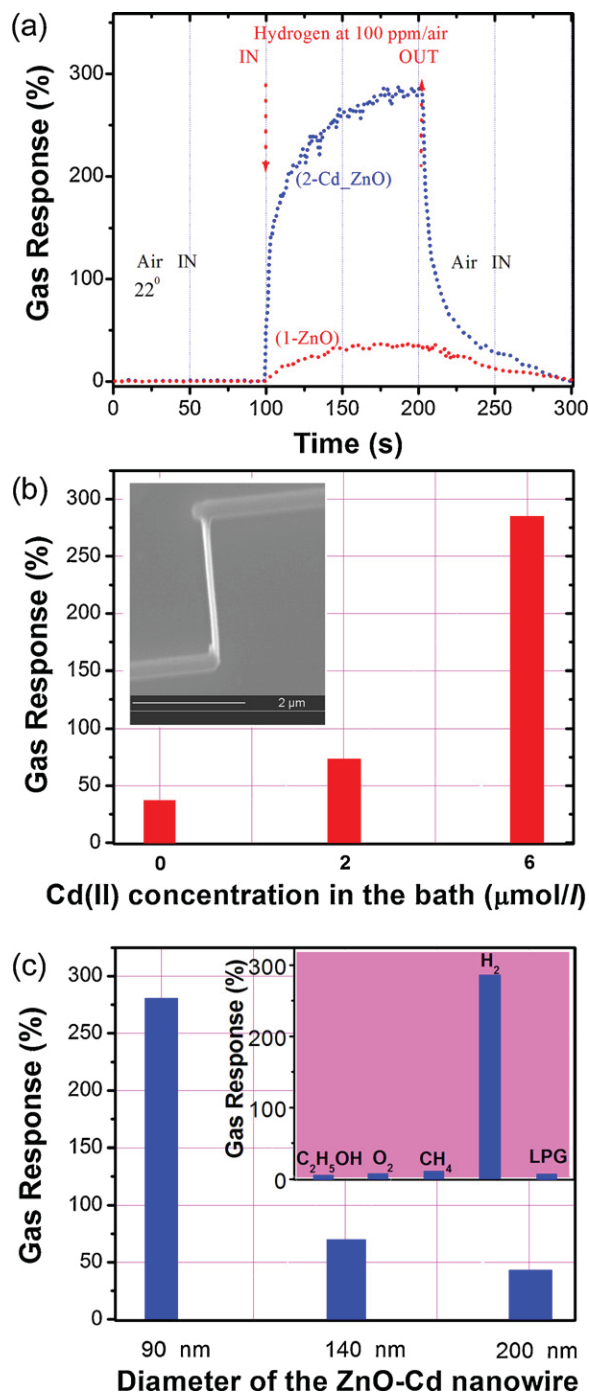 (a)
Hydrogen at 100 ppm/air
IN
OUT
300
200
100
0
Gas Response (%)
(2-Cd_ZnO)
Air IN
22⁰
Air IN
(1-ZnO)
0 50 100 150 200 250 300
Time (s)
(b)
300
250
200
150
100
50
0
Gas Response (%)
2 µm
0 2 6
Cd(II) concentration in the bath (µmol/l)
(c)
300
250
200
150
100
50
0
Gas Response (%)
300
200
100
0
Gas Response (%)
H₂
C₂H₅OH O₂ CH₄ LPG
90 nm 140 nm 200 nm
Diameter of the ZnO-Cd nanowire